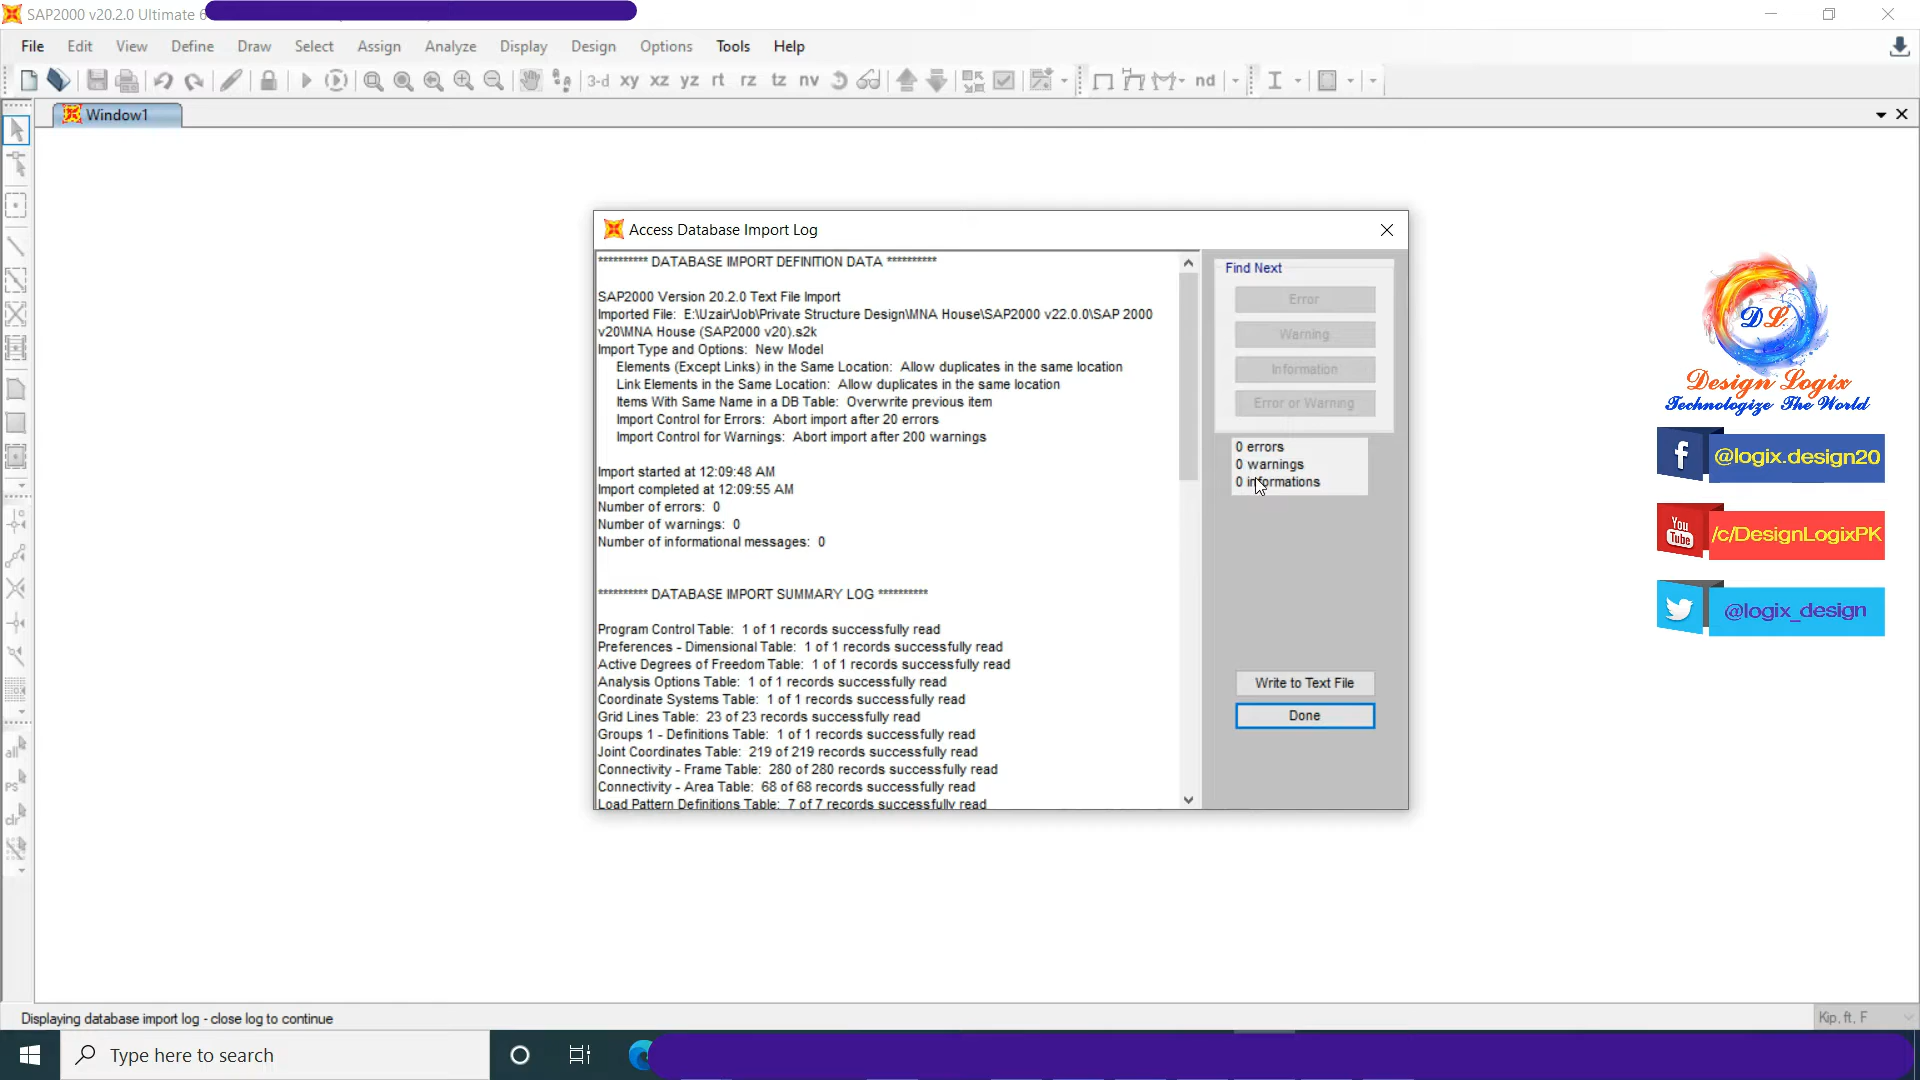 SAP2000 v20.2.0 Ultimate 6
File Edit View Define Draw Select Assign Analyze Display Design Options Tools Help
3-d xy xz yz rt rz tz nv nd
Window1
Access Database Import Log
********** DATABASE IMPORT DEFINITION DATA **********
SAP2000 Version 20.2.0 Text File Import
Imported File: E:\Uzair\Job\Private Structure Design\MNA House\SAP2000 v22.0.0\SAP 2000
v20\MNA House (SAP2000 v20).s2k
Import Type and Options: New Model
Elements (Except Links) in the Same Location: Allow duplicates in the same location
Link Elements in the Same Location: Allow duplicates in the same location
Items With Same Name in a DB Table: Overwrite previous item
Import Control for Errors: Abort import after 20 errors
Import Control for Warnings: Abort import after 200 warnings
Import started at 12:09:48 AM
Import completed at 12:09:55 AM
Number of errors: 0
Number of warnings: 0
Number of informational messages: 0
********** DATABASE IMPORT SUMMARY LOG **********
Program Control Table: 1 of 1 records successfully read
Preferences - Dimensional Table: 1 of 1 records successfully read
Active Degrees of Freedom Table: 1 of 1 records successfully read
Analysis Options Table: 1 of 1 records successfully read
Coordinate Systems Table: 1 of 1 records successfully read
Grid Lines Table: 23 of 23 records successfully read
Groups 1 - Definitions Table: 1 of 1 records successfully read
Joint Coordinates Table: 219 of 219 records successfully read
Connectivity - Frame Table: 280 of 280 records successfully read
Connectivity - Area Table: 68 of 68 records successfully read
Load Pattern Definitions Table: 7 of 7 records successfully read
Find Next
Error
Warning
Information
Error or Warning
0 errors
0 warnings
0 informations
Write to Text File
Done
DL
Design Logix
Technologize The World
f @logix.design20
You Tube /c/DesignLogixPK
@logix_design
all
PS
clr
Displaying database import log - close log to continue
Kip, ft, F
Type here to search